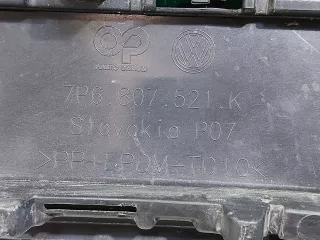 7P6.807.521.K
Slovakia P07
>PP+EPDM-TD10<